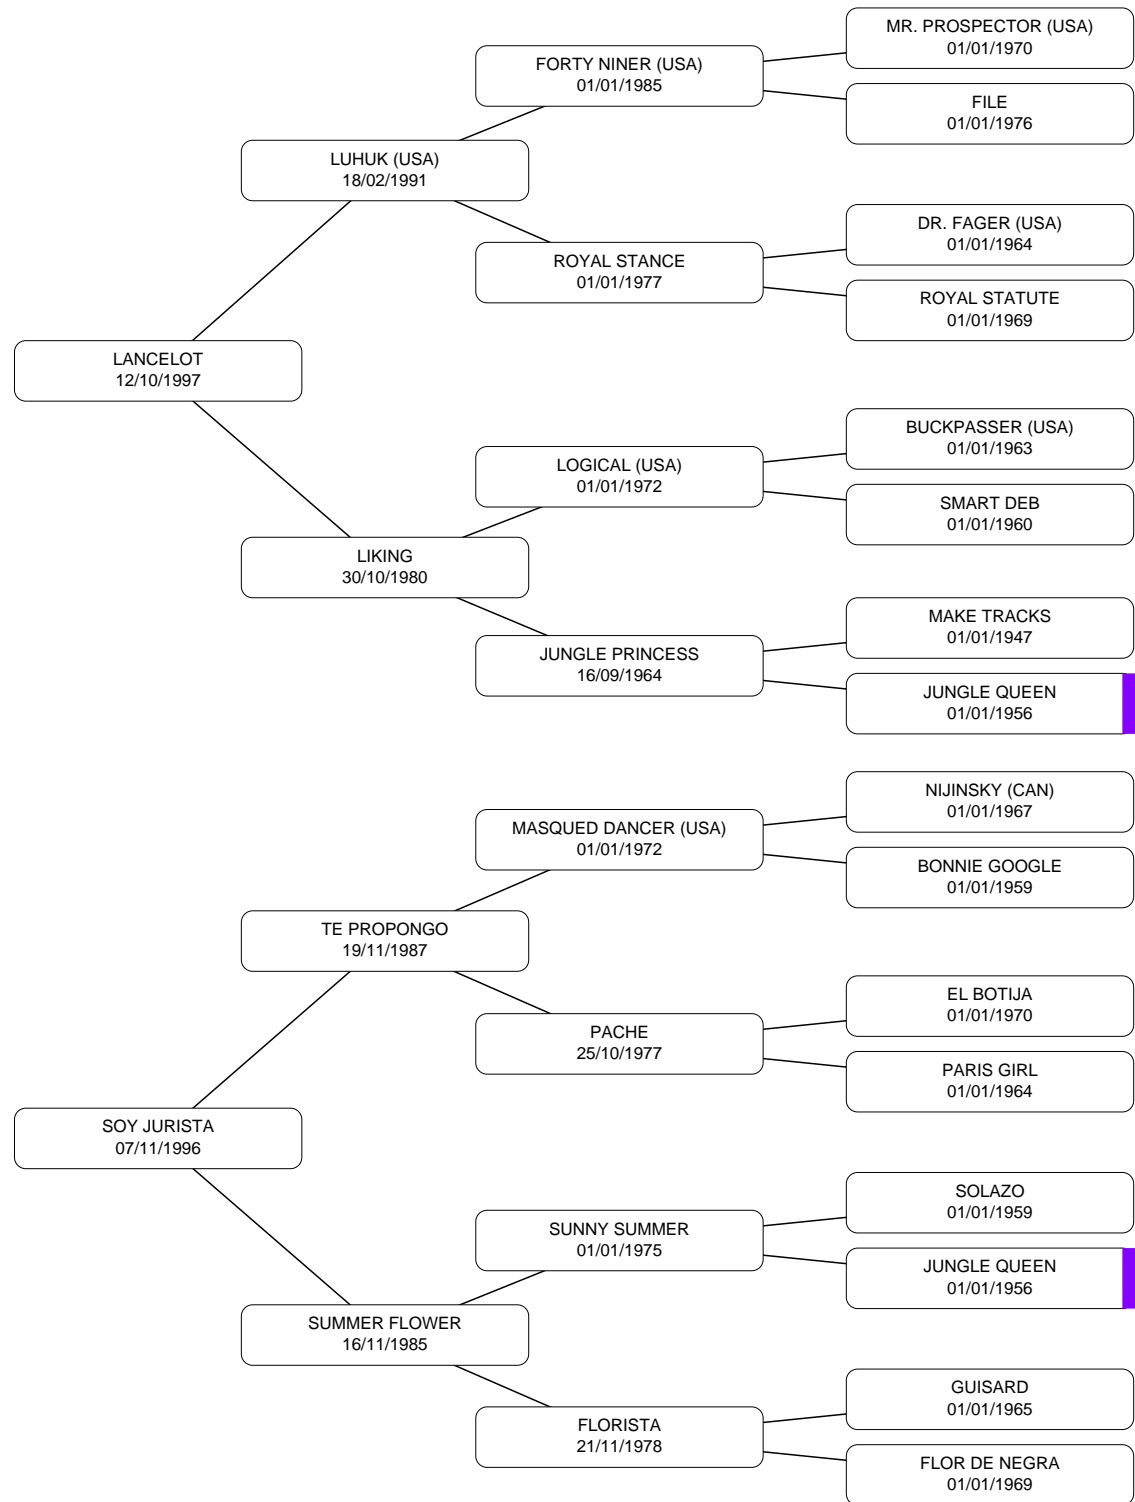 MR. PROSPECTOR (USA)
01/01/1970
FORTY NINER (USA)
01/01/1985
FILE
01/01/1976
LUHUK (USA)
18/02/1991
DR. FAGER (USA)
01/01/1964
ROYAL STANCE
01/01/1977
ROYAL STATUTE
01/01/1969
LANCELOT
12/10/1997
BUCKPASSER (USA)
01/01/1963
LOGICAL (USA)
01/01/1972
SMART DEB
01/01/1960
LIKING
30/10/1980
MAKE TRACKS
01/01/1947
JUNGLE PRINCESS
16/09/1964
JUNGLE QUEEN
01/01/1956
NIJINSKY (CAN)
01/01/1967
MASQUED DANCER (USA)
01/01/1972
BONNIE GOOGLE
01/01/1959
TE PROPONGO
19/11/1987
EL BOTIJA
01/01/1970
PACHE
25/10/1977
PARIS GIRL
01/01/1964
SOY JURISTA
07/11/1996
SOLAZO
01/01/1959
SUNNY SUMMER
01/01/1975
JUNGLE QUEEN
01/01/1956
SUMMER FLOWER
16/11/1985
GUISARD
01/01/1965
FLORISTA
21/11/1978
FLOR DE NEGRA
01/01/1969